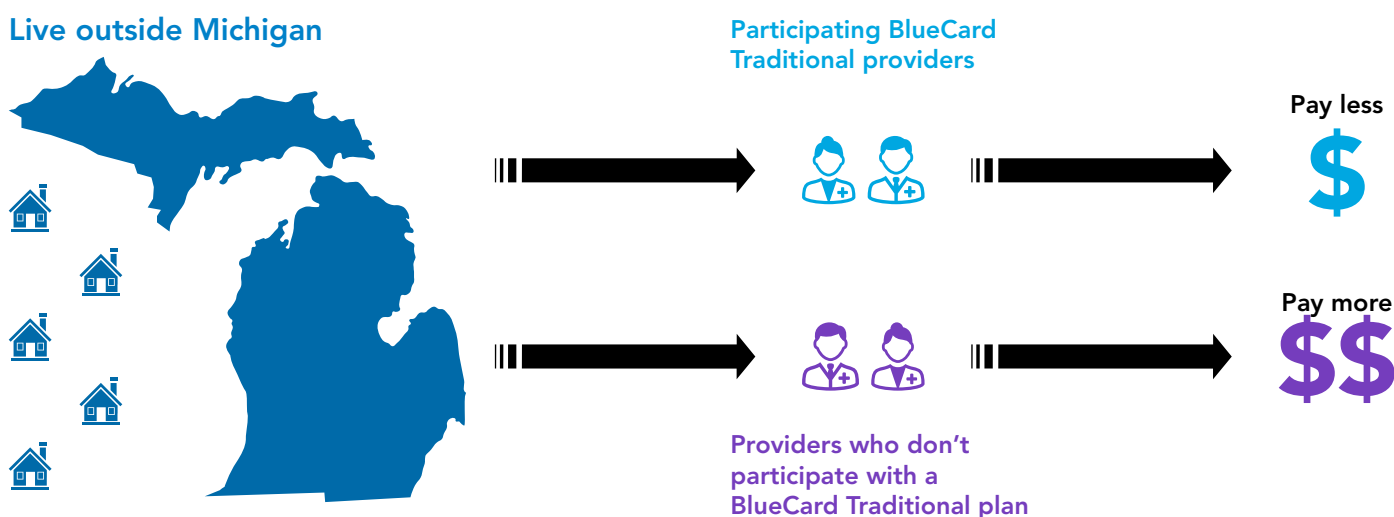 Live outside Michigan
Participating BlueCard
Traditional providers
Pay less
$
Pay more
$$
Providers who don’t
participate with a
BlueCard Traditional plan